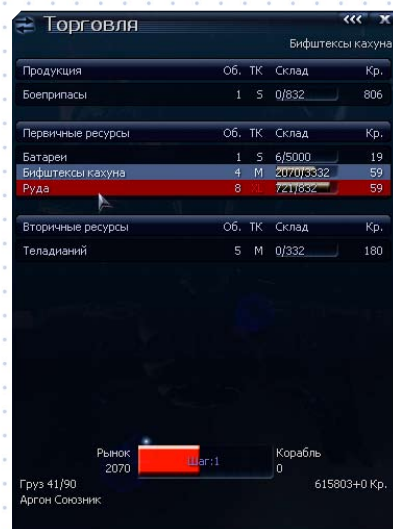 Торговля
Бифштексы кахуна
Продукция Об. ТК Склад Кр.
Боеприпасы 1 S 0/832 806
Первичные ресурсы Об. ТК Склад Кр.
Батареи 1 S 6/5000 19
Бифштексы кахуна 4 M 2070/3332 59
Руда 8 XL 721/832 59
Вторичные ресурсы Об. ТК Склад Кр.
Теладианий 5 M 0/332 180
Рынок Шаг:1 Корабль
2070 0
Груз 41/90 615803+0 Кр.
Аргон Союзник